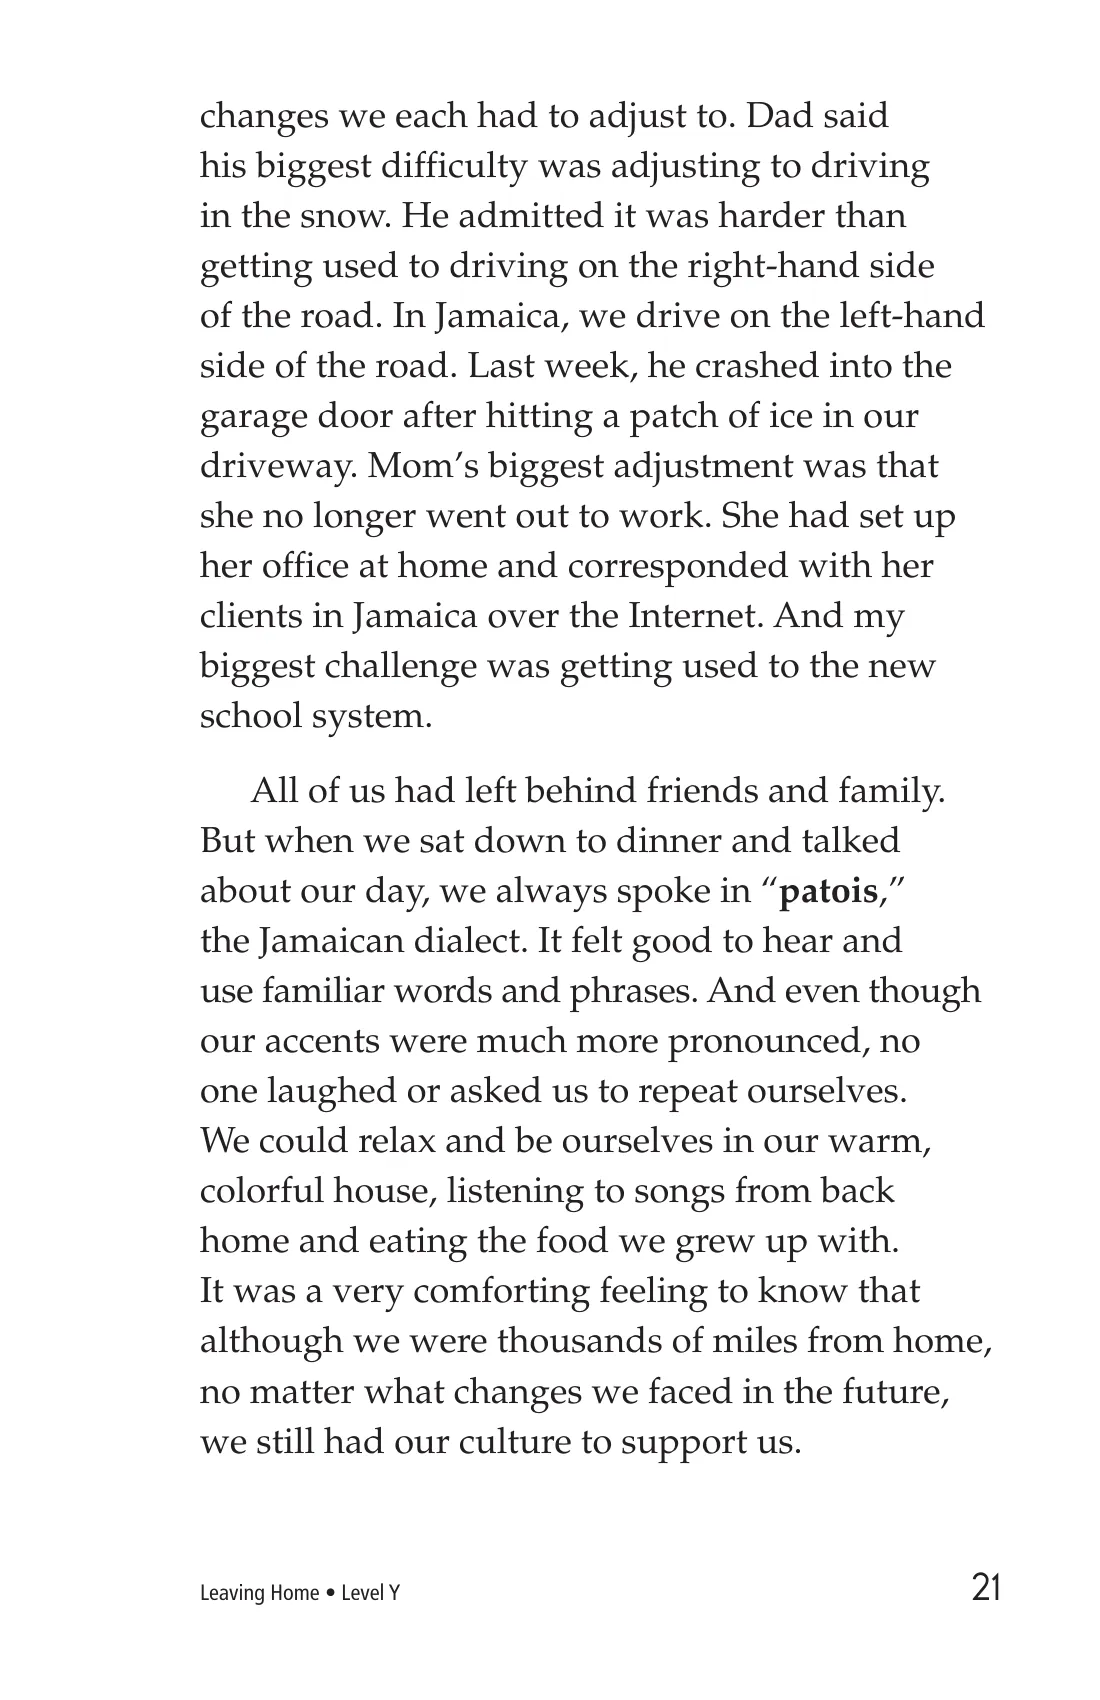 changes we each had to adjust to. Dad said
his biggest difficulty was adjusting to driving
in the snow. He admitted it was harder than
getting used to driving on the right-hand side
of the road. In Jamaica, we drive on the left-hand
side of the road. Last week, he crashed into the
garage door after hitting a patch of ice in our
driveway. Mom’s biggest adjustment was that
she no longer went out to work. She had set up
her office at home and corresponded with her
clients in Jamaica over the Internet. And my
biggest challenge was getting used to the new
school system.
All of us had left behind friends and family.
But when we sat down to dinner and talked
about our day, we always spoke in “patois,”
the Jamaican dialect. It felt good to hear and
use familiar words and phrases. And even though
our accents were much more pronounced, no
one laughed or asked us to repeat ourselves.
We could relax and be ourselves in our warm,
colorful house, listening to songs from back
home and eating the food we grew up with.
It was a very comforting feeling to know that
although we were thousands of miles from home,
no matter what changes we faced in the future,
we still had our culture to support us.
Leaving Home • Level Y 21